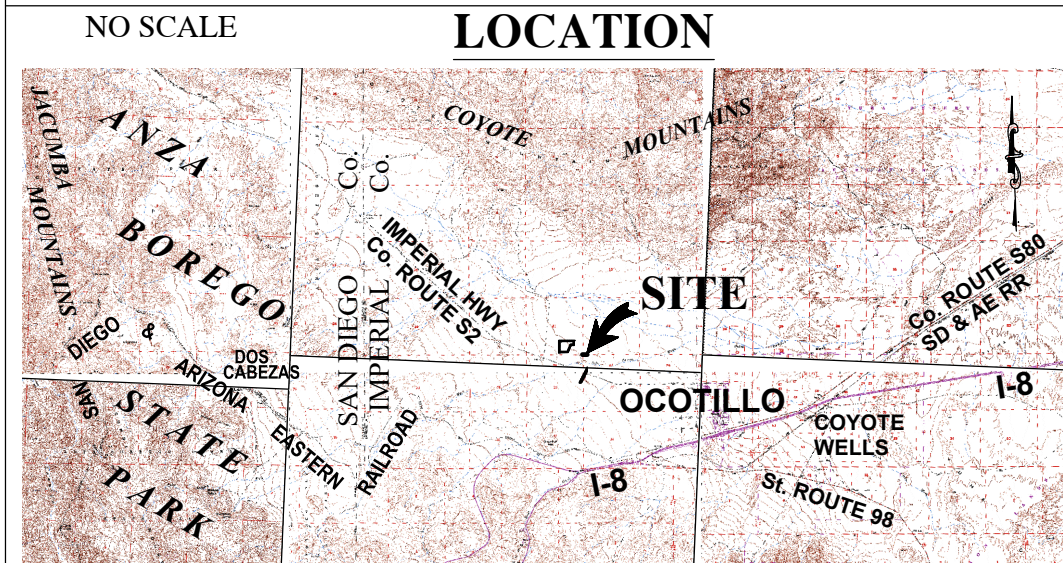 NO SCALE
LOCATION
JACUMBA
MOUNTAINS
ANZA
BOREGO
STATE
PARK
COYOTE
MOUNTAINS
SAN DIEGO Co.
IMPERIAL Co.
IMPERIAL HWY
Co. ROUTE S2
SITE
Co. ROUTE S80
SD & AE RR
SAN
DIEGO
&
ARIZONA
EASTERN
RAILROAD
DOS
CABEZAS
OCOTILLO
I-8
COYOTE
WELLS
I-8
St. ROUTE 98